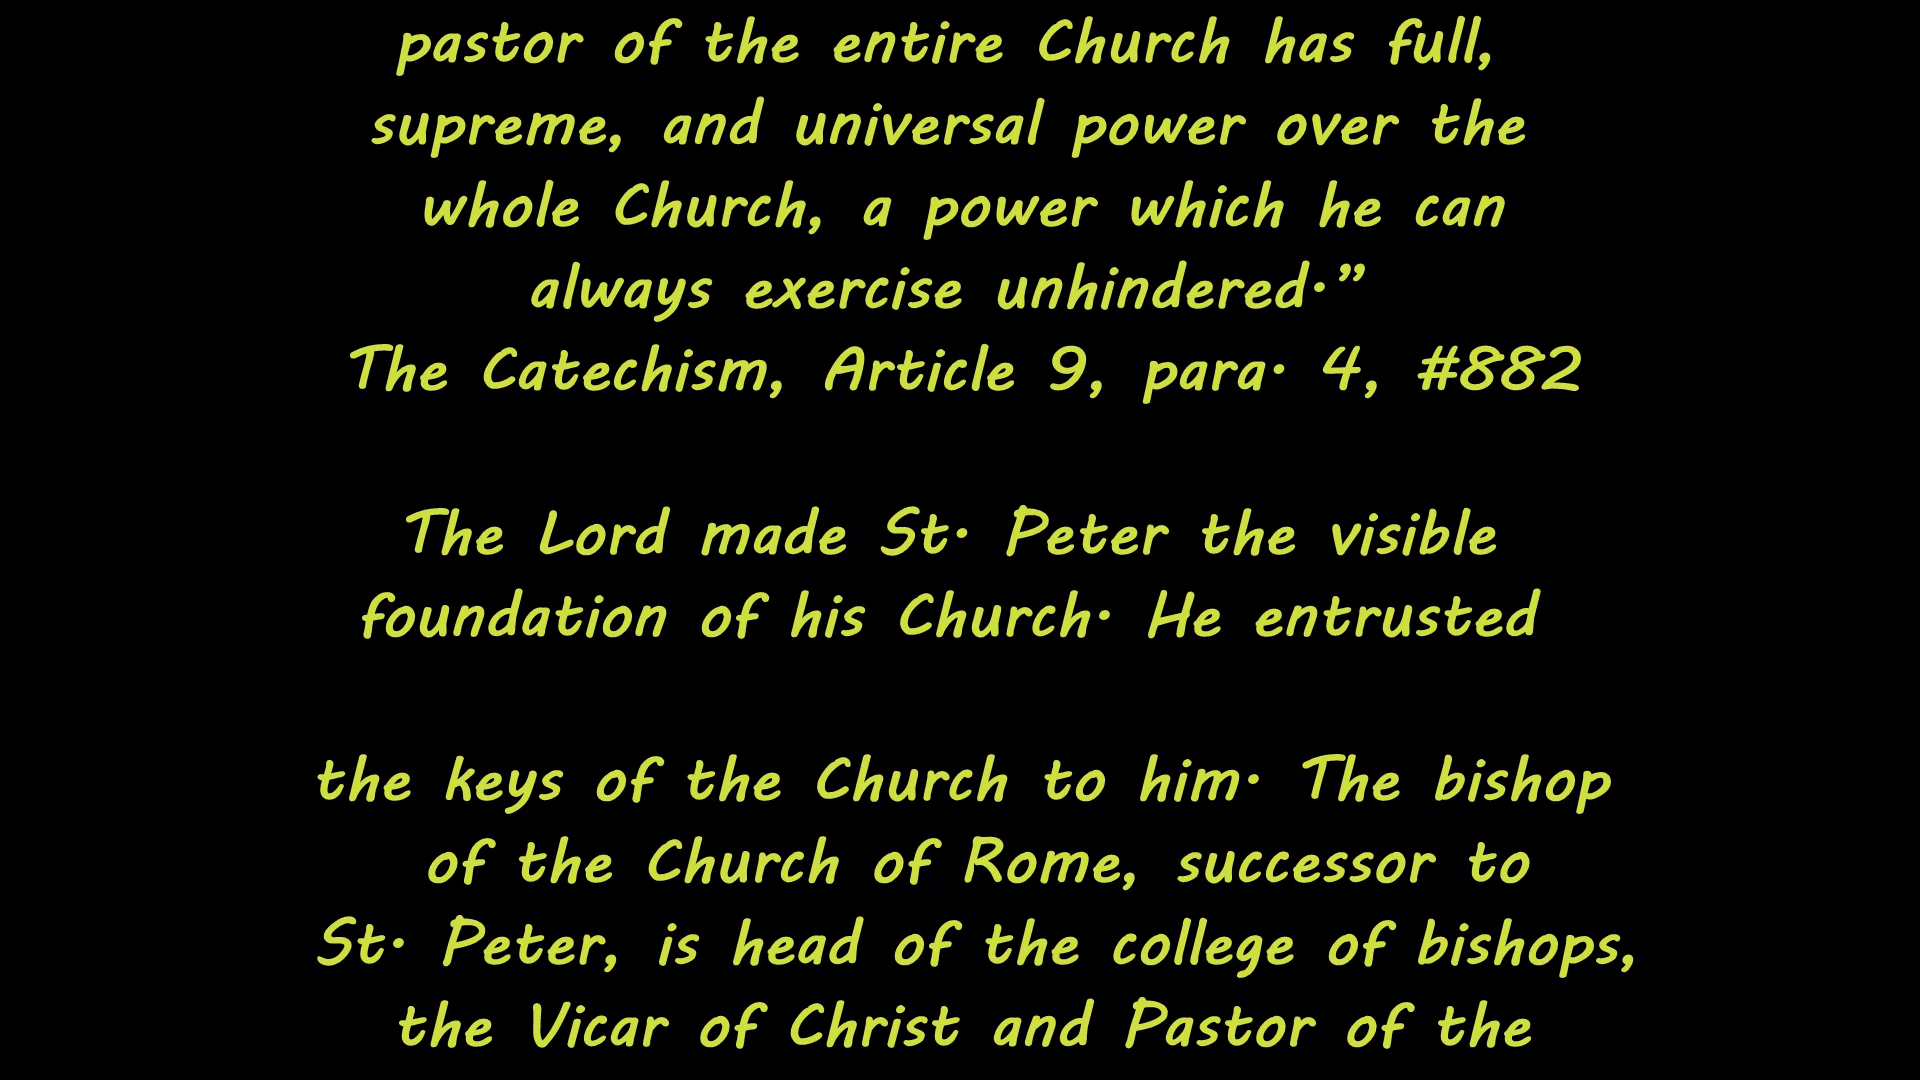 pastor of the entire Church has full,
supreme, and universal power over the
whole Church, a power which he can
always exercise unhindered.”
The Catechism, Article 9, para. 4, #882
The Lord made St. Peter the visible
foundation of his Church. He entrusted
the keys of the Church to him. The bishop
of the Church of Rome, successor to
St. Peter, is head of the college of bishops,
the Vicar of Christ and Pastor of the